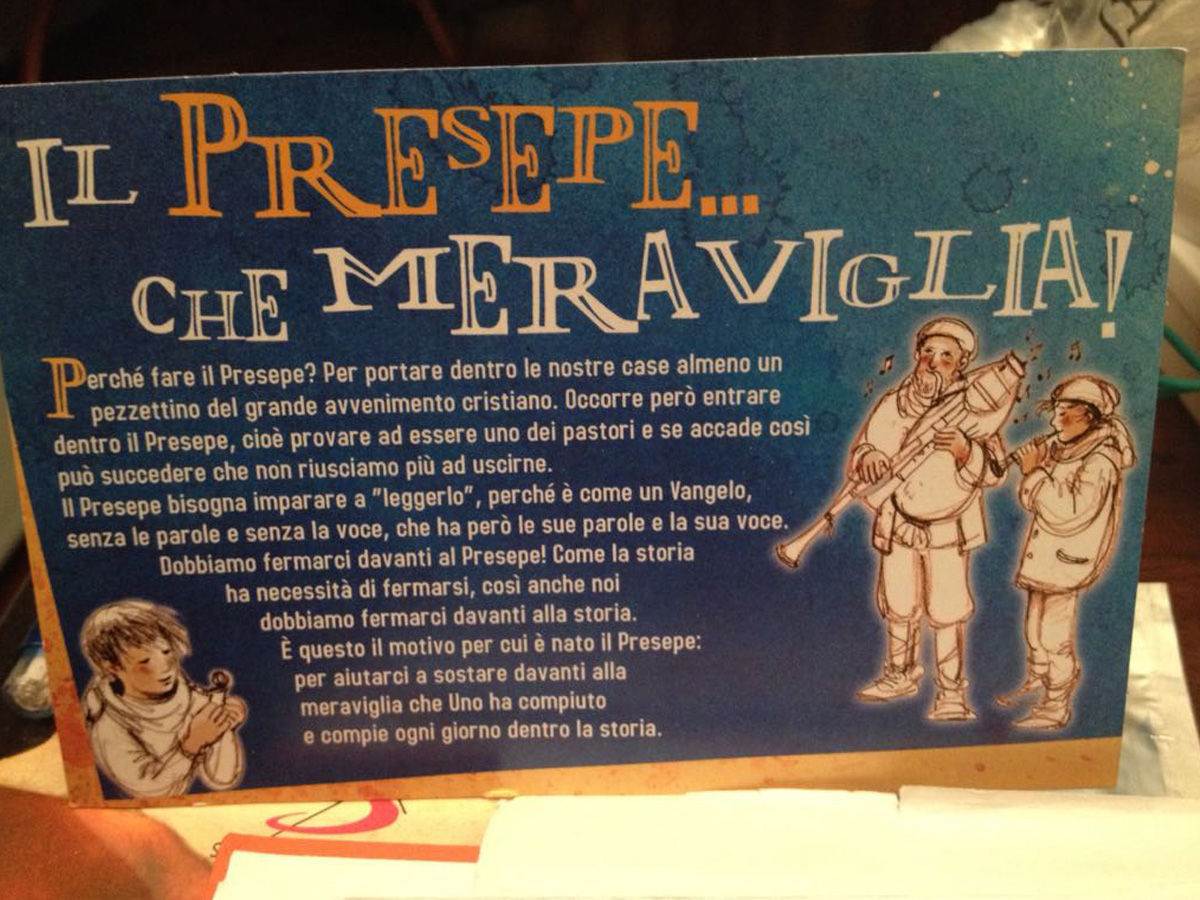 IL PRESEPE...
CHE MERAVIGLIA!
Perché fare il Presepe? Per portare dentro le nostre case almeno un
pezzettino del grande avvenimento cristiano. Occorre però entrare
dentro il Presepe, cioè provare ad essere uno dei pastori e se accade così
può succedere che non riusciamo più ad uscirne.
Il Presepe bisogna imparare a "leggerlo", perché è come un Vangelo,
senza le parole e senza la voce, che ha però le sue parole e la sua voce.
Dobbiamo fermarci davanti al Presepe! Come la storia
ha necessità di fermarsi, così anche noi
dobbiamo fermarci davanti alla storia.
È questo il motivo per cui è nato il Presepe:
per aiutarci a sostare davanti alla
meraviglia che Uno ha compiuto
e compie ogni giorno dentro la storia.